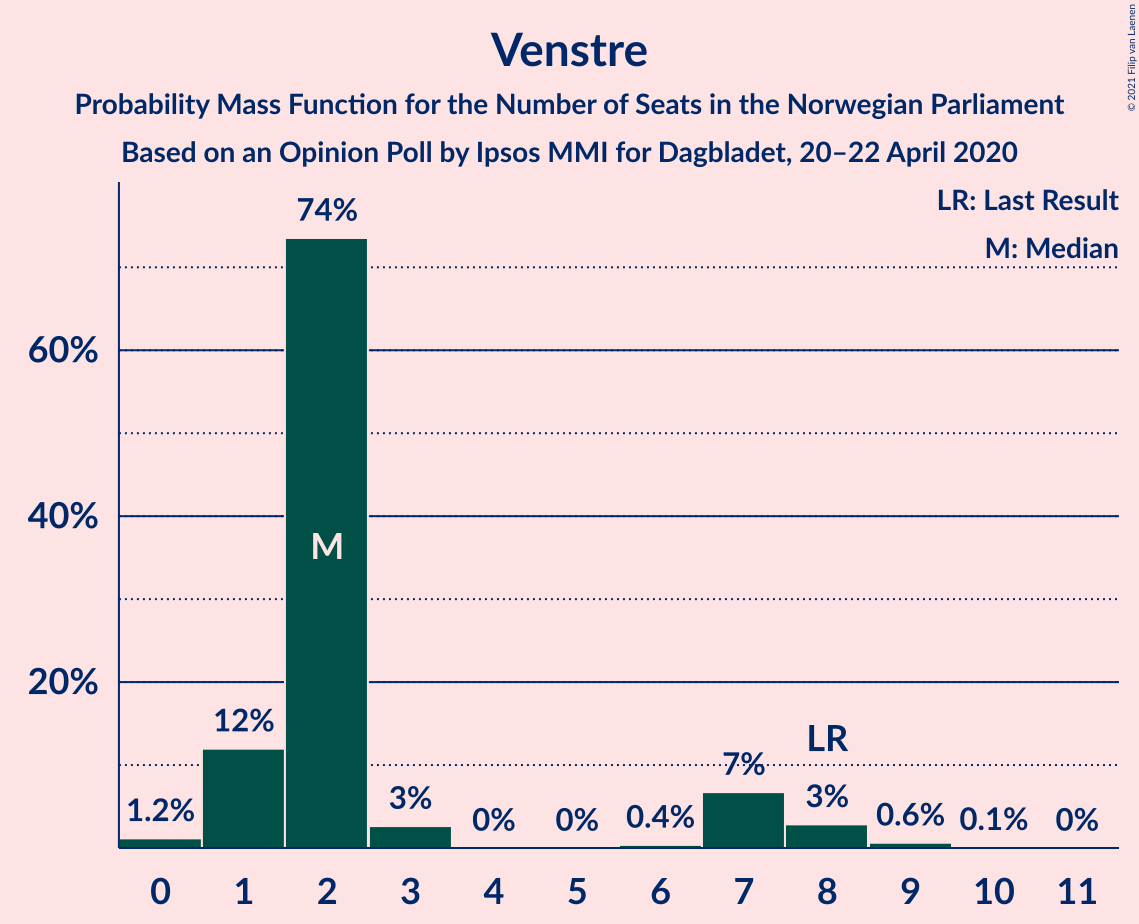 Venstre
Probability Mass Function for the Number of Seats in the Norwegian Parliament
Based on an Opinion Poll by Ipsos MMI for Dagbladet, 20–22 April 2020
© 2021 Filip van Laenen
LR: Last Result
M: Median
60%
40%
20%
1.2%
12%
74%
M
3%
0%
0%
0.4%
7%
LR
3%
0.6%
0.1%
0%
0 1 2 3 4 5 6 7 8 9 10 11